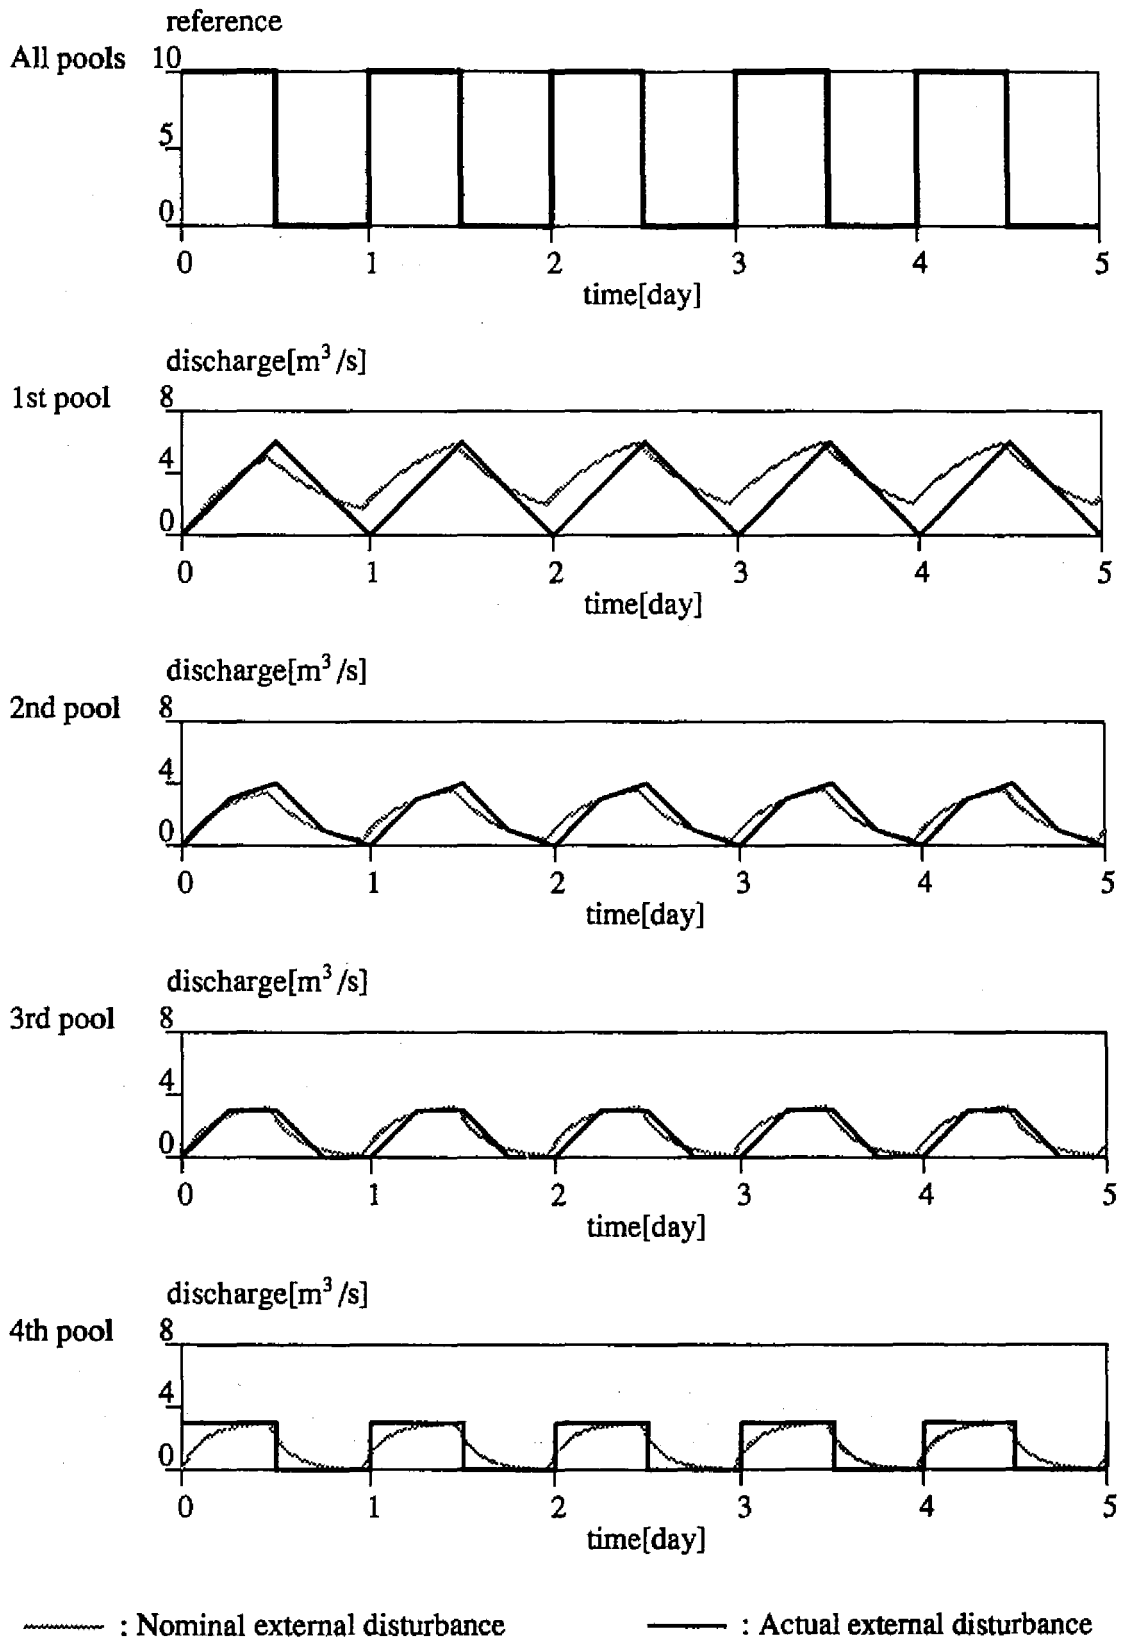 reference
All pools
10
5
0
0 1 2 3 4 5
time[day]
discharge[m³/s]
1st pool
8
4
0
0 1 2 3 4 5
time[day]
discharge[m³/s]
2nd pool
8
4
0
0 1 2 3 4 5
time[day]
discharge[m³/s]
3rd pool
8
4
0
0 1 2 3 4 5
time[day]
discharge[m³/s]
4th pool
8
4
0
0 1 2 3 4 5
time[day]
: Nominal external disturbance : Actual external disturbance